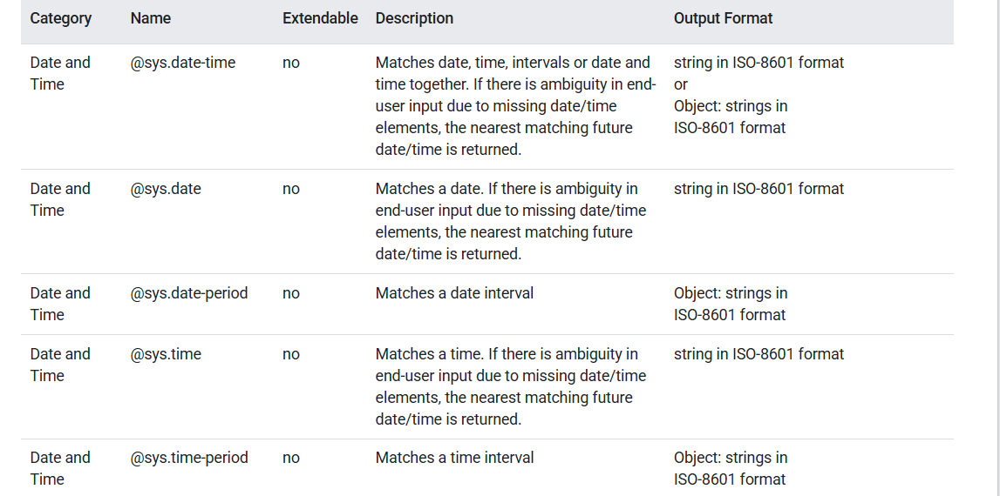 Category Name Extendable Description Output Format
Date and @sys.date-time no Matches date, time, intervals or date and string in ISO-8601 format
Time time together. If there is ambiguity in end- or
user input due to missing date/time Object: strings in
elements, the nearest matching future ISO-8601 format
date/time is returned.
Date and @sys.date no Matches a date. If there is ambiguity in string in ISO-8601 format
Time end-user input due to missing date/time
elements, the nearest matching future
date/time is returned.
Date and @sys.date-period no Matches a date interval Object: strings in
Time ISO-8601 format
Date and @sys.time no Matches a time. If there is ambiguity in string in ISO-8601 format
Time end-user input due to missing date/time
elements, the nearest matching future
date/time is returned.
Date and @sys.time-period no Matches a time interval Object: strings in
Time ISO-8601 format